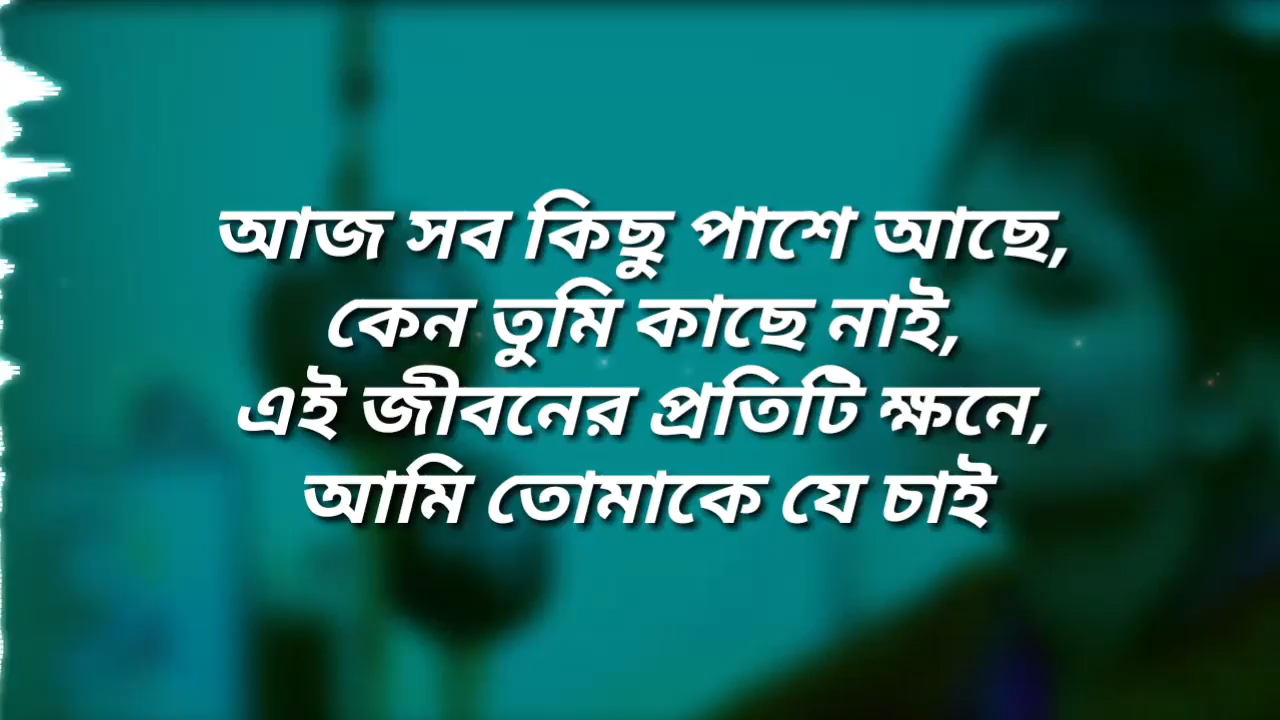 আজ সব কিছু পাশে আছে,
কেন তুমি কাছে নাই,
এই জীবনের প্রতিটি ক্ষনে,
আমি তোমাকে যে চাই